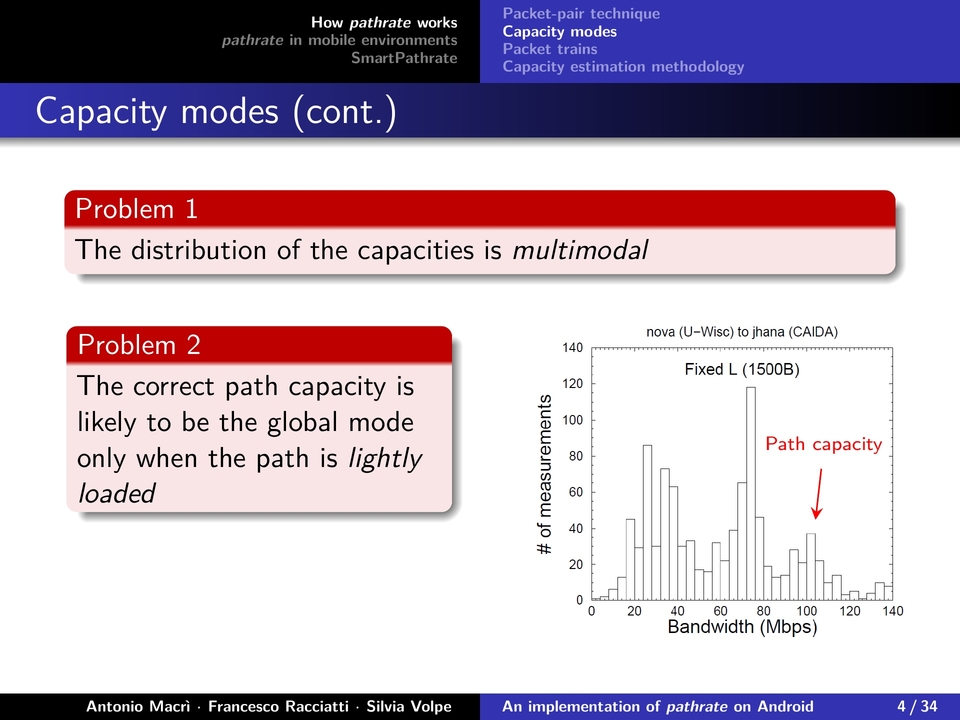 How pathrate works
pathrate in mobile environments
SmartPathrate
Packet-pair technique
Capacity modes
Packet trains
Capacity estimation methodology
Capacity modes (cont.)
Problem 1
The distribution of the capacities is multimodal
Problem 2
The correct path capacity is
likely to be the global mode
only when the path is lightly
loaded
nova (U−Wisc) to jhana (CAIDA)
Fixed L (1500B)
Path capacity
# of measurements
140
120
100
80
60
40
20
0
0 20 40 60 80 100 120 140
Bandwidth (Mbps)
Antonio Macrì · Francesco Racciatti · Silvia Volpe
An implementation of pathrate on Android
4 / 34